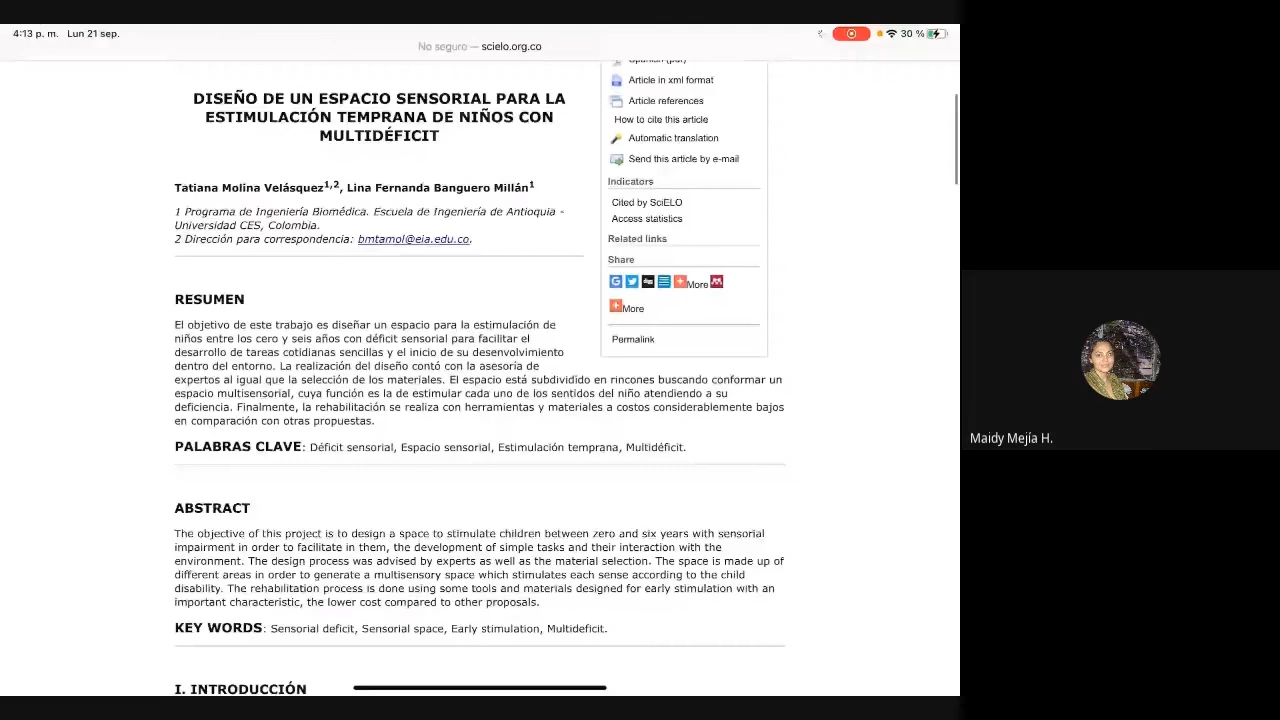 4:13 p. m. Lun 21 sep.
30 %
No seguro — scielo.org.co
Spanish (pdf)
Article in xml format
Article references
How to cite this article
Automatic translation
Send this article by e-mail
Indicators
Cited by SciELO
Access statistics
Related links
Share
More
More
Permalink
DISEÑO DE UN ESPACIO SENSORIAL PARA LA
ESTIMULACIÓN TEMPRANA DE NIÑOS CON
MULTIDÉFICIT
Tatiana Molina Velásquez1,2, Lina Fernanda Banguero Millán1
1 Programa de Ingeniería Biomédica. Escuela de Ingeniería de Antioquia -
Universidad CES, Colombia.
2 Dirección para correspondencia: bmtamol@eia.edu.co.
RESUMEN
El objetivo de este trabajo es diseñar un espacio para la estimulación de
niños entre los cero y seis años con déficit sensorial para facilitar el
desarrollo de tareas cotidianas sencillas y el inicio de su desenvolvimiento
dentro del entorno. La realización del diseño contó con la asesoría de
expertos al igual que la selección de los materiales. El espacio está subdividido en rincones buscando conformar un
espacio multisensorial, cuya función es la de estimular cada uno de los sentidos del niño atendiendo a su
deficiencia. Finalmente, la rehabilitación se realiza con herramientas y materiales a costos considerablemente bajos
en comparación con otras propuestas.
PALABRAS CLAVE: Déficit sensorial, Espacio sensorial, Estimulación temprana, Multidéficit.
ABSTRACT
The objective of this project is to design a space to stimulate children between zero and six years with sensorial
impairment in order to facilitate in them, the development of simple tasks and their interaction with the
environment. The design process was advised by experts as well as the material selection. The space is made up of
different areas in order to generate a multisensory space which stimulates each sense according to the child
disability. The rehabilitation process is done using some tools and materials designed for early stimulation with an
important characteristic, the lower cost compared to other proposals.
KEY WORDS: Sensorial deficit, Sensorial space, Early stimulation, Multideficit.
I. INTRODUCCIÓN
Maidy Mejía H.